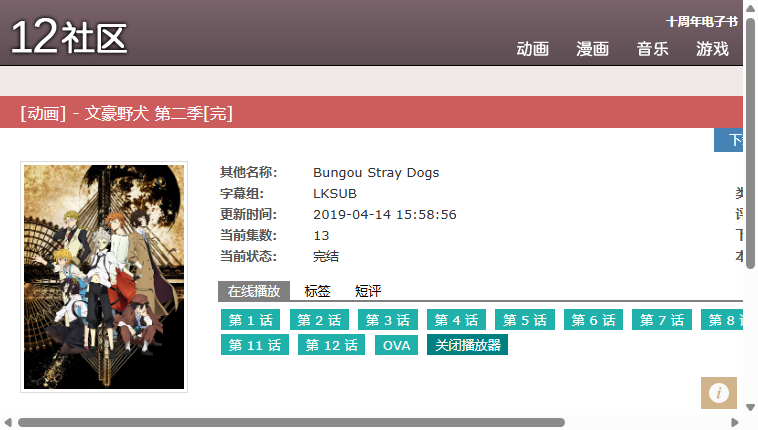 12社区
十周年电子书
动画 漫画 音乐 游戏
[动画] - 文豪野犬 第二季[完]
其他名称: Bungou Stray Dogs
字幕组: LKSUB
更新时间: 2019-04-14 15:58:56
当前集数: 13
当前状态: 完结
在线播放 标签 短评
第 1 话 第 2 话 第 3 话 第 4 话 第 5 话 第 6 话 第 7 话 第 8
第 11 话 第 12 话 OVA 关闭播放器